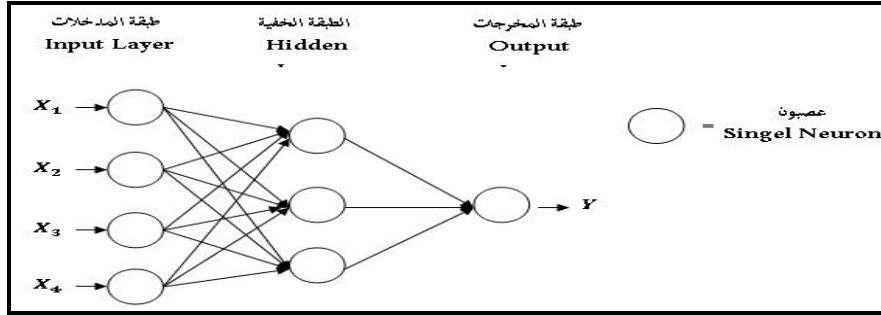 طبقة المدخلات
Input Layer
الطبقة الخفية
Hidden
طبقة المخرجات
Output
X1
X2
X3
X4
Y
عصبون
= Singel Neuron